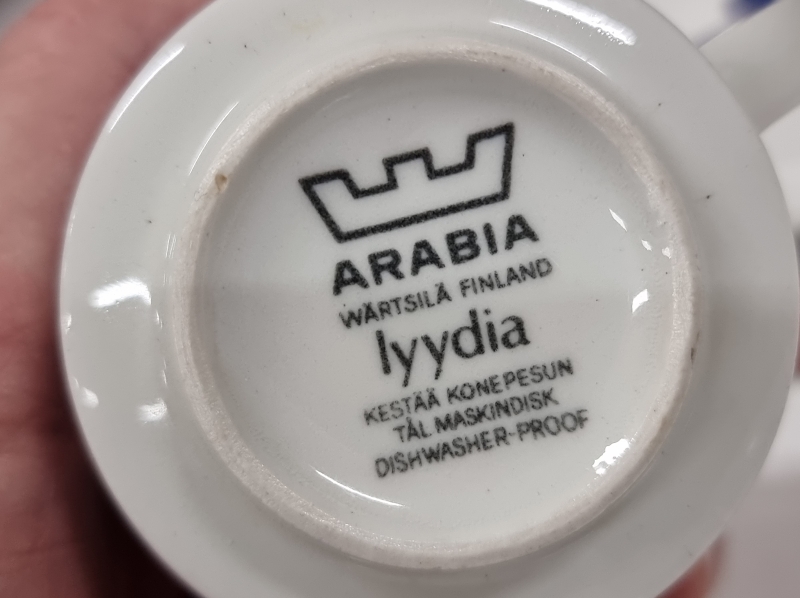 ARABIA
WÄRTSILÄ FINLAND
lyydia
KESTÄÄ KONEPESUN
TÅL MASKINDISK
DISHWASHER-PROOF